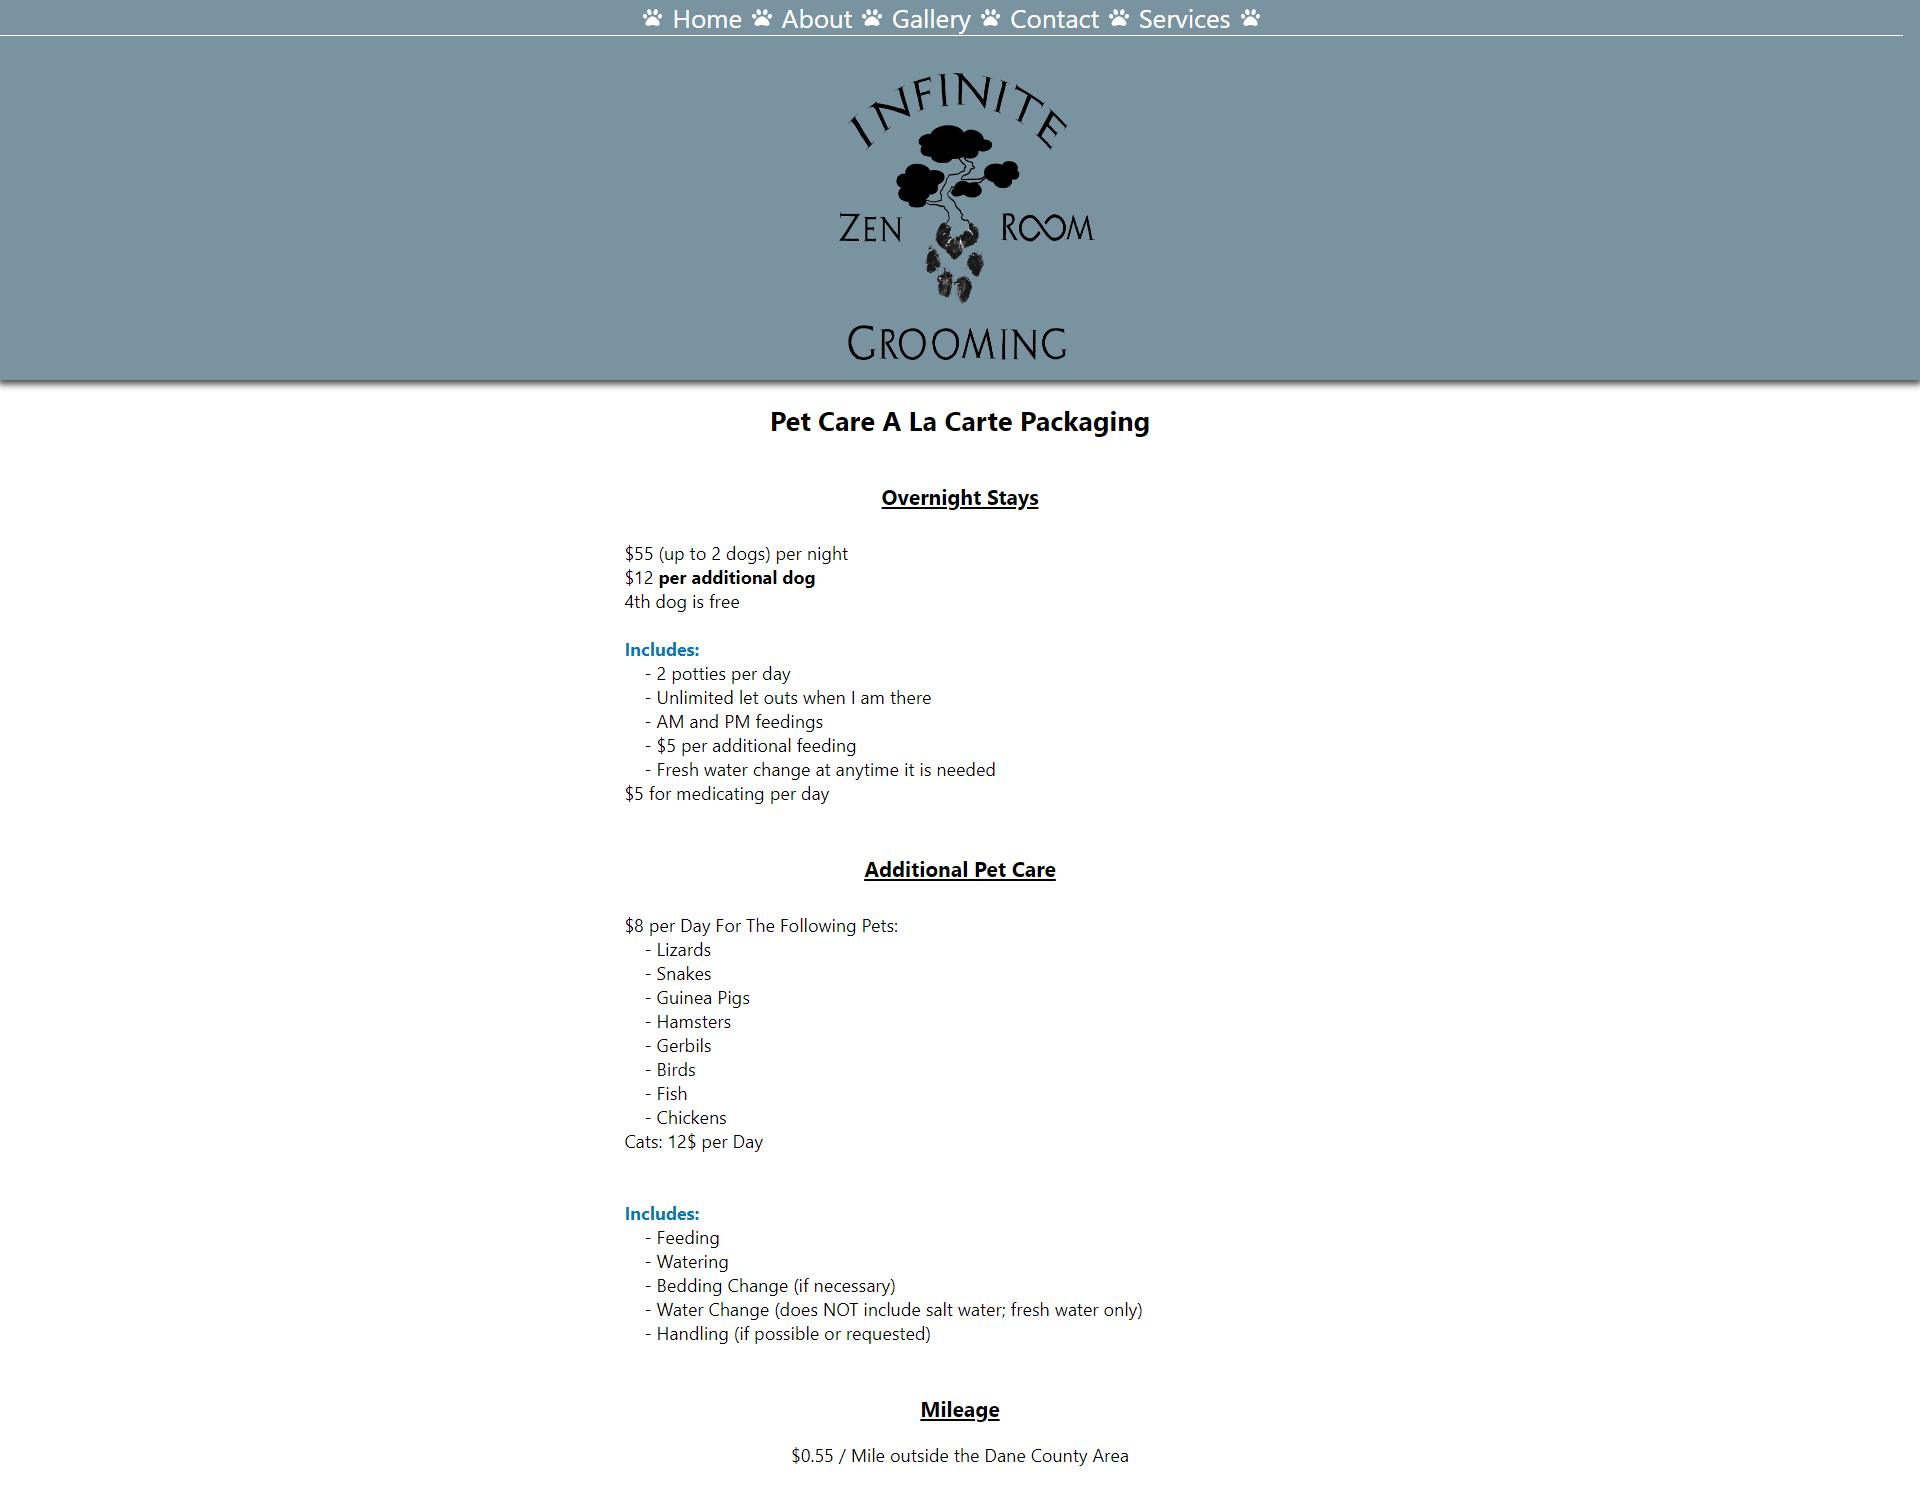 Home About Gallery Contact Services
INFINITE
ZEN ROOM
GROOMING
Pet Care A La Carte Packaging
Overnight Stays
$55 (up to 2 dogs) per night
$12 per additional dog
4th dog is free
Includes:
- 2 potties per day
- Unlimited let outs when I am there
- AM and PM feedings
- $5 per additional feeding
- Fresh water change at anytime it is needed
$5 for medicating per day
Additional Pet Care
$8 per Day For The Following Pets:
- Lizards
- Snakes
- Guinea Pigs
- Hamsters
- Gerbils
- Birds
- Fish
- Chickens
Cats: 12$ per Day
Includes:
- Feeding
- Watering
- Bedding Change (if necessary)
- Water Change (does NOT include salt water; fresh water only)
- Handling (if possible or requested)
Mileage
$0.55 / Mile outside the Dane County Area